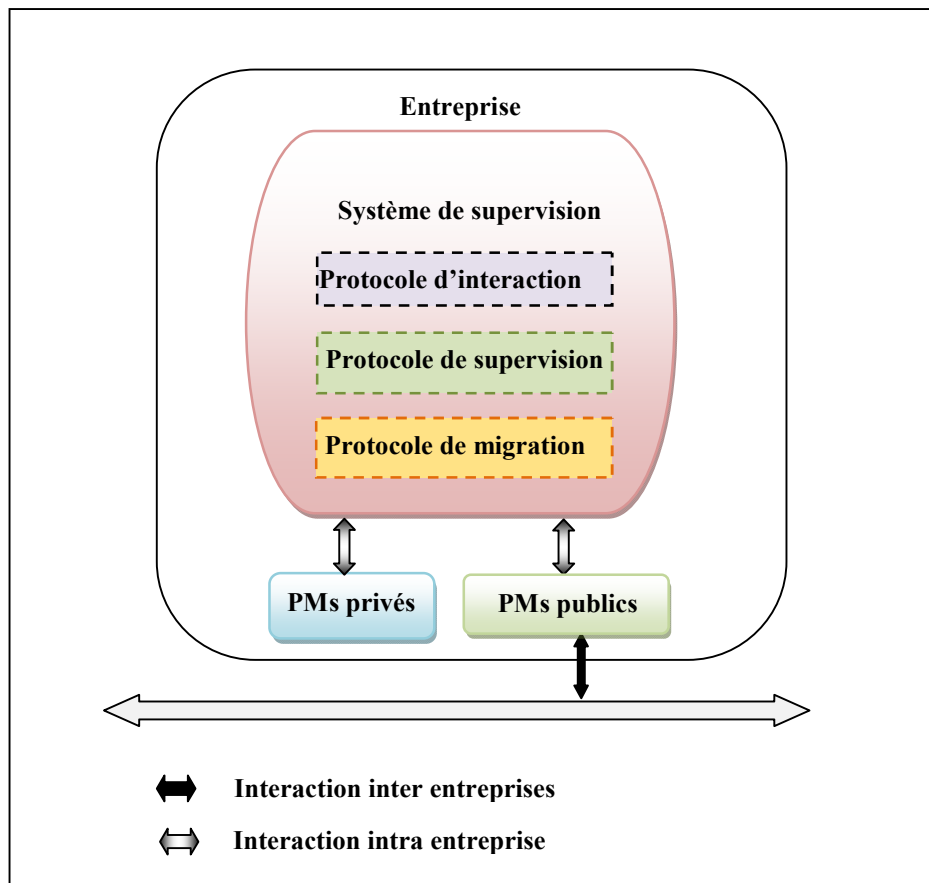 Entreprise
Système de supervision
Protocole d’interaction
Protocole de supervision
Protocole de migration
PMs privés
PMs publics
Interaction inter entreprises
Interaction intra entreprise